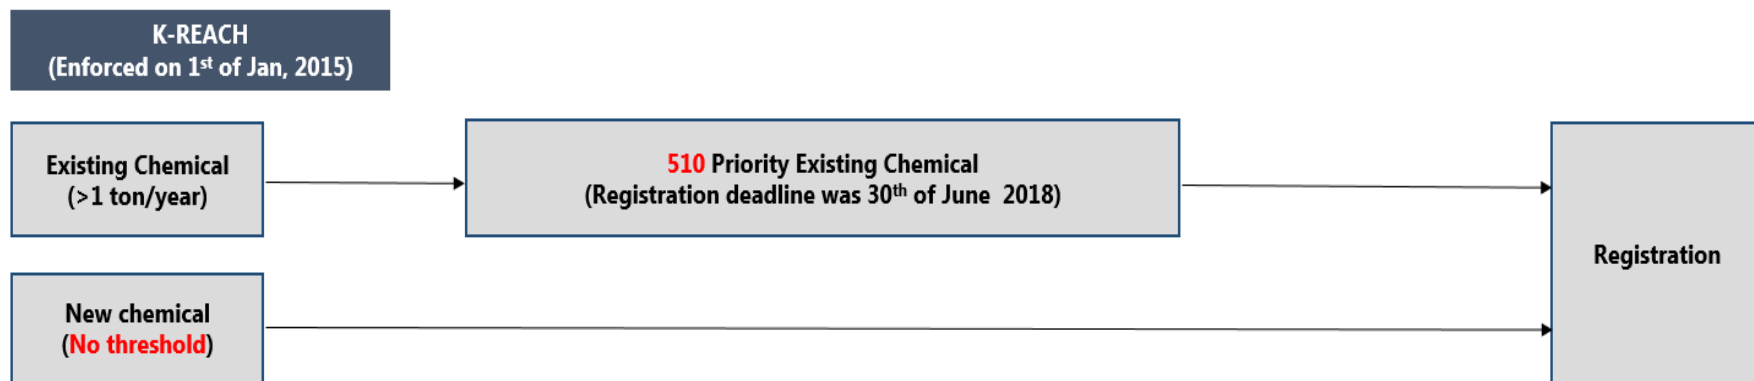 K-REACH
(Enforced on 1st of Jan, 2015)
Existing Chemical
(>1 ton/year)
510 Priority Existing Chemical
(Registration deadline was 30th of June  2018)
Registration
New chemical
(No threshold)